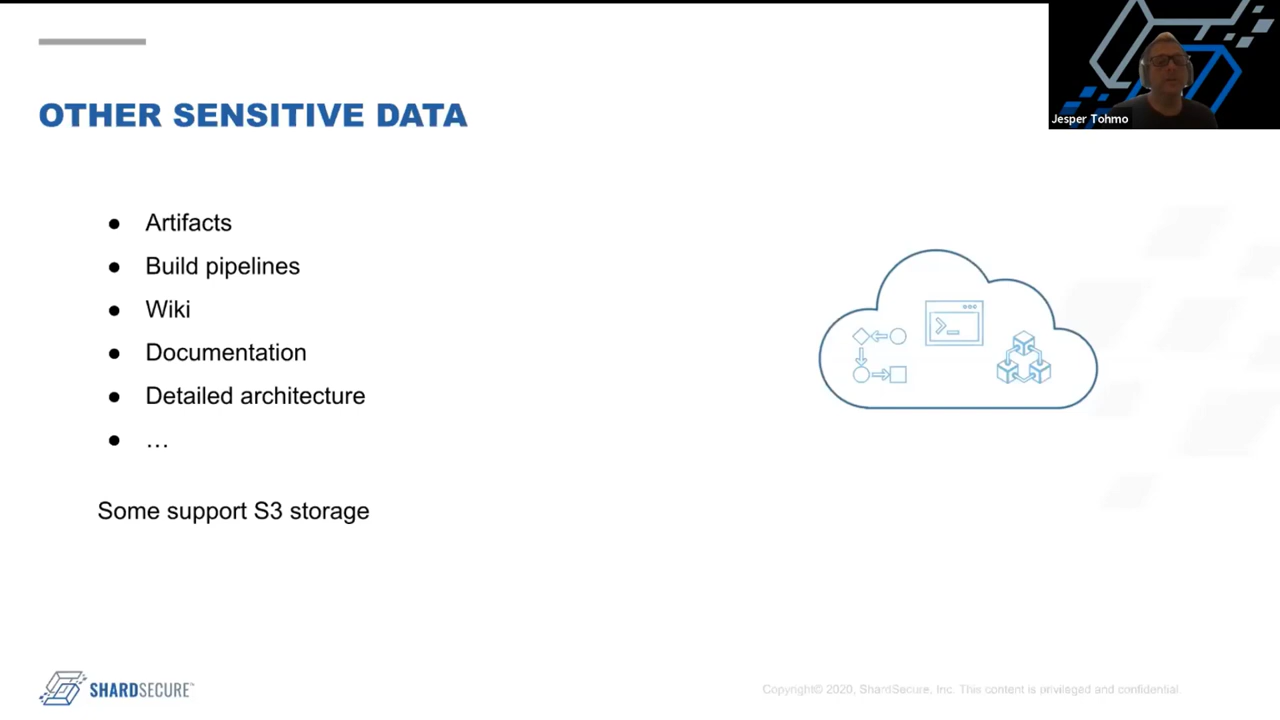 Jesper Tohmo
OTHER SENSITIVE DATA
● Artifacts
● Build pipelines
● Wiki
● Documentation
● Detailed architecture
● …
Some support S3 storage
SHARDSECURE™
Copyright© 2020, ShardSecure, Inc. This content is privileged and confidential